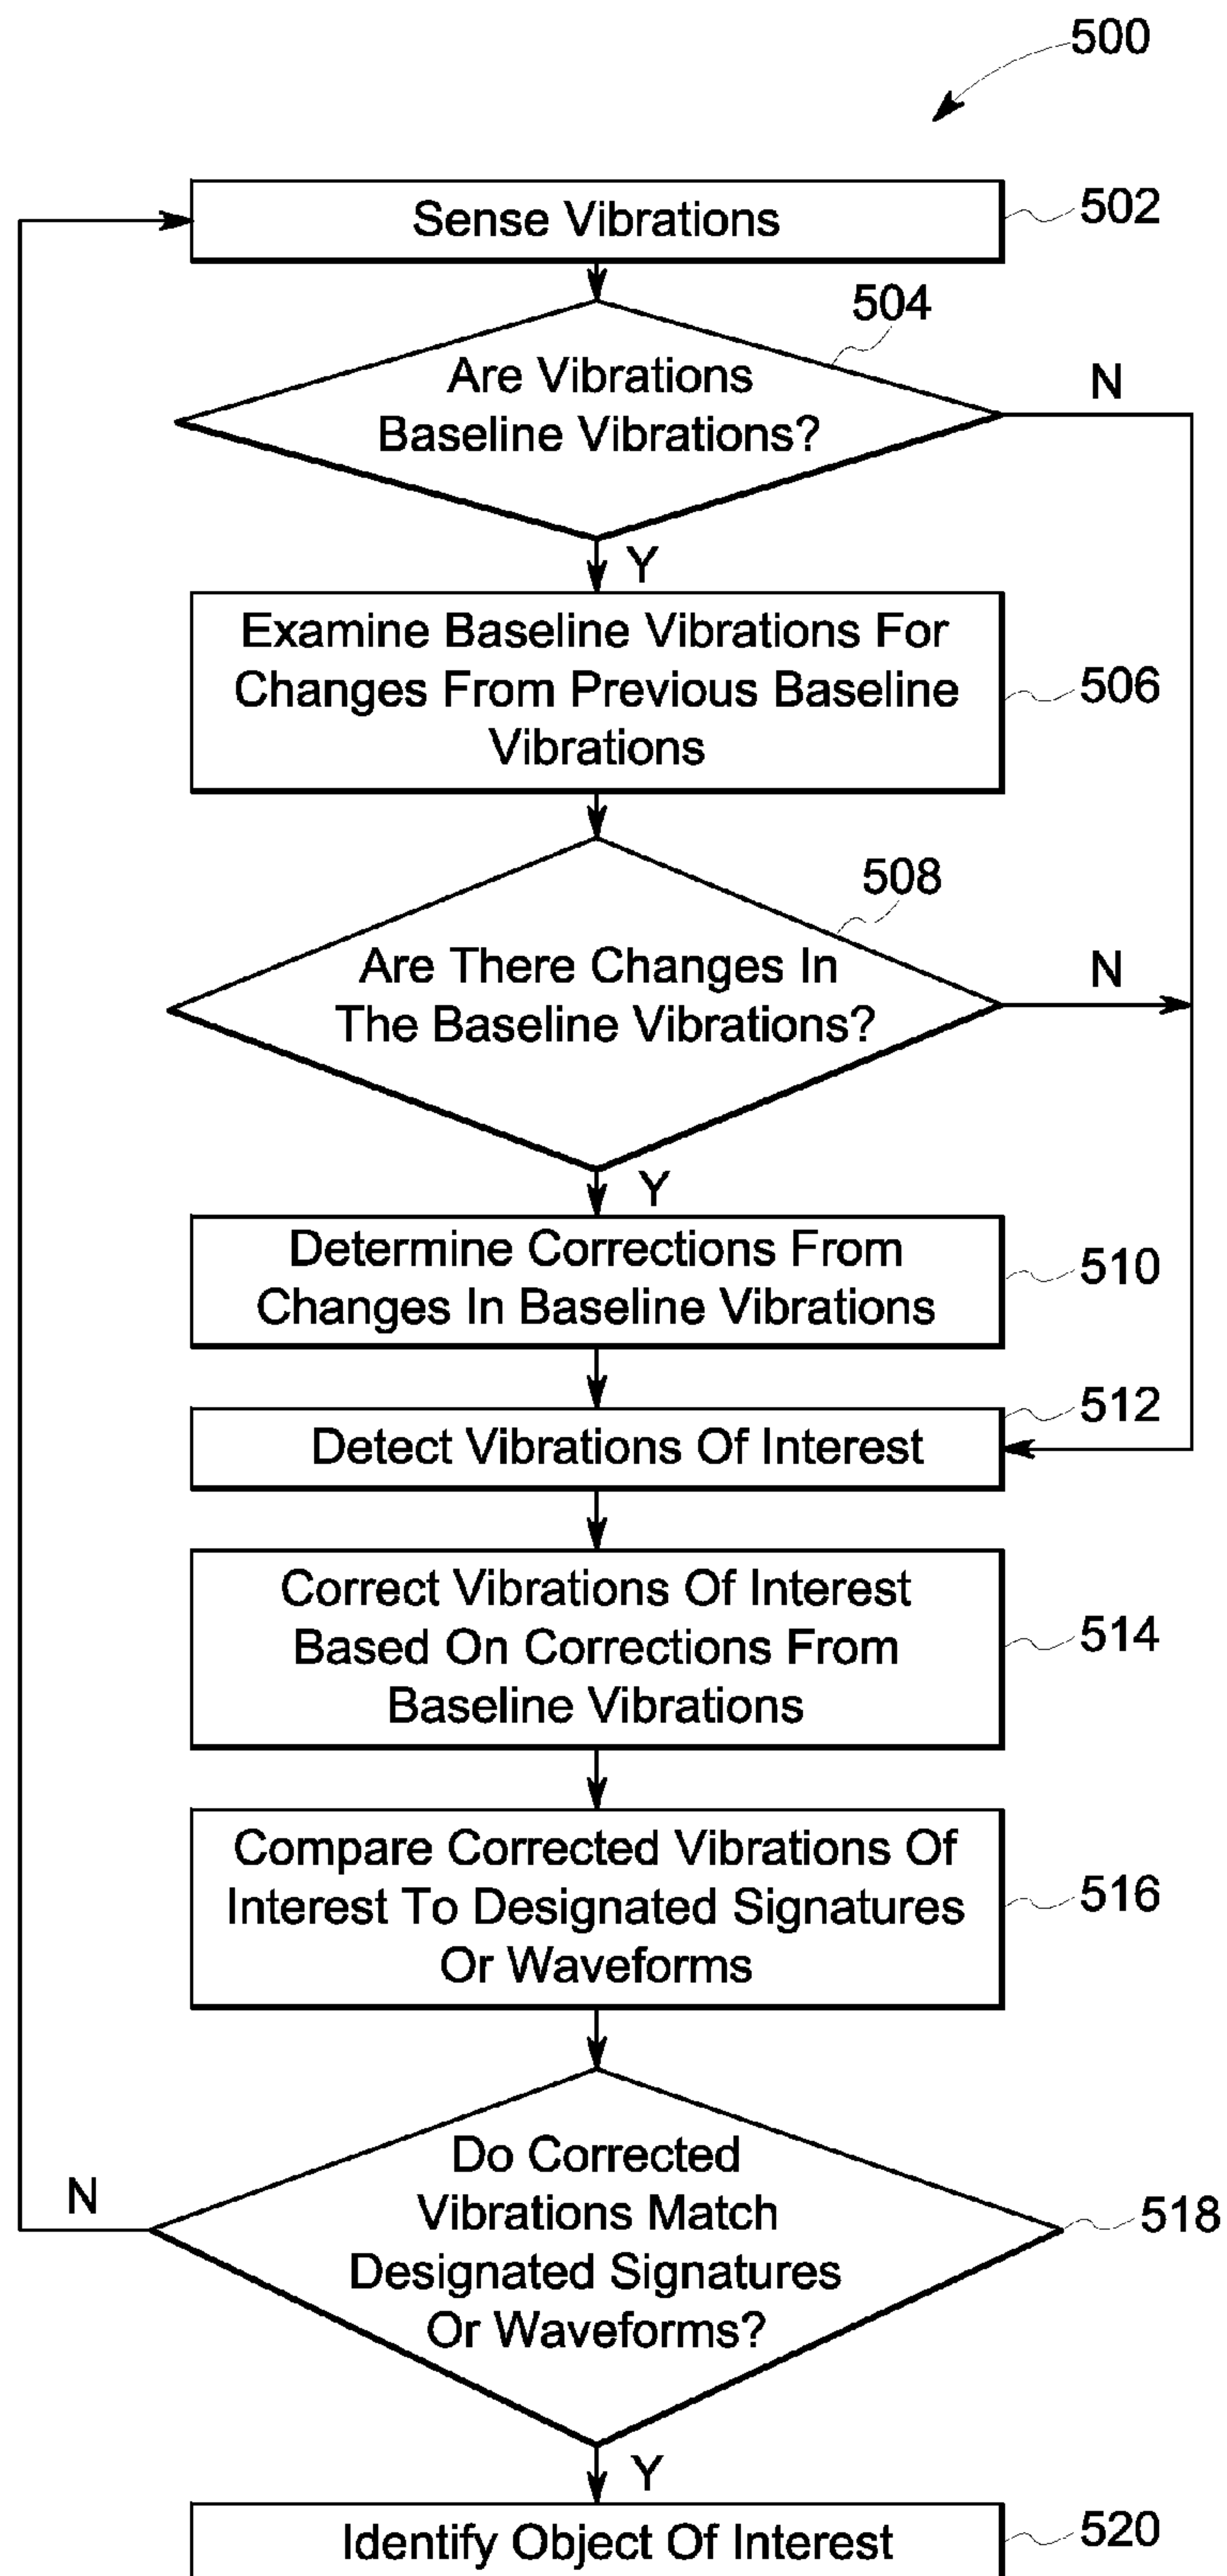 500
Sense Vibrations
502
504
Are Vibrations
Baseline Vibrations?
N
Y
Examine Baseline Vibrations For
Changes From Previous Baseline
Vibrations
506
508
Are There Changes In
The Baseline Vibrations?
N
Y
Determine Corrections From
Changes In Baseline Vibrations
510
512
Detect Vibrations Of Interest
Correct Vibrations Of Interest
Based On Corrections From
Baseline Vibrations
514
Compare Corrected Vibrations Of
Interest To Designated Signatures
Or Waveforms
516
Do Corrected
Vibrations Match
Designated Signatures
Or Waveforms?
N
518
Y
Identify Object Of Interest
520